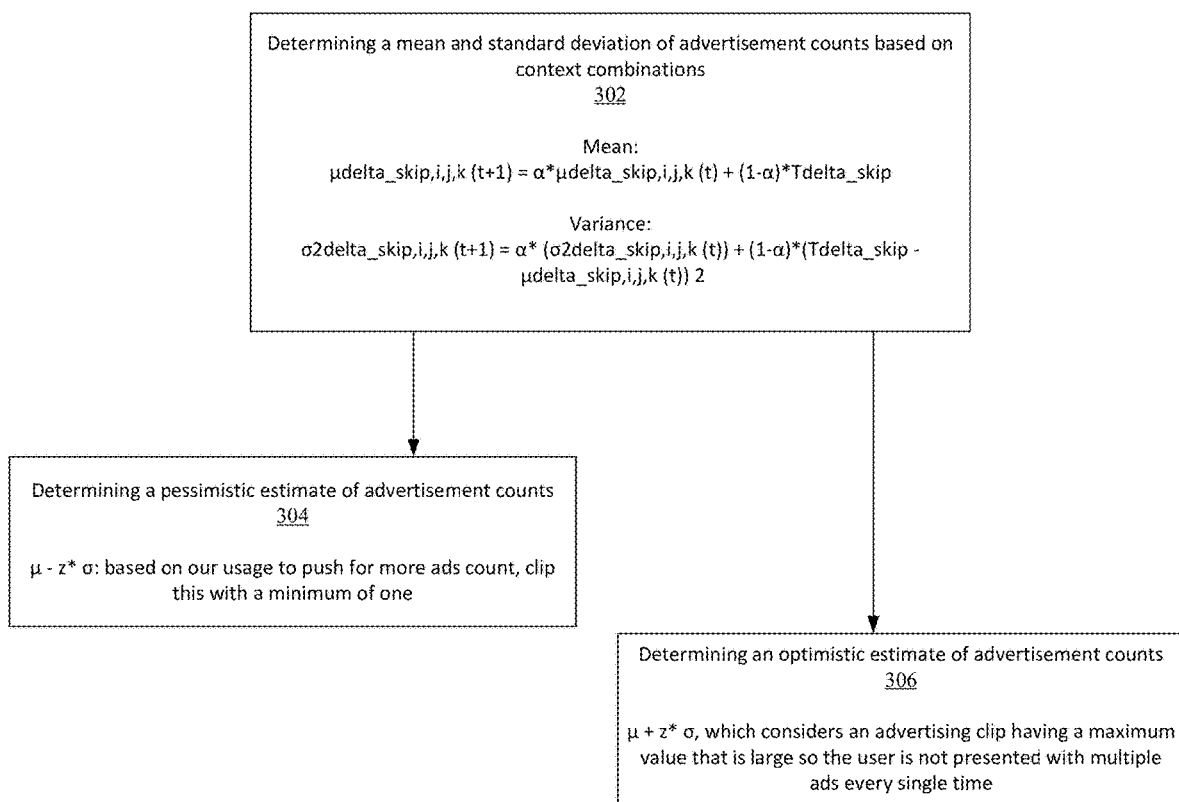 Determining a mean and standard deviation of advertisement counts based on
context combinations
302
Mean:
μdelta_skip,i,j,k (t+1) = α*μdelta_skip,i,j,k (t) + (1-α)*Tdelta_skip
Variance:
σ2delta_skip,i,j,k (t+1) = α* (σ2delta_skip,i,j,k (t)) + (1-α)*(Tdelta_skip -
μdelta_skip,i,j,k (t)) 2
Determining a pessimistic estimate of advertisement counts
304
μ - z* σ: based on our usage to push for more ads count, clip
this with a minimum of one
Determining an optimistic estimate of advertisement counts
306
μ + z* σ, which considers an advertising clip having a maximum
value that is large so the user is not presented with multiple
ads every single time